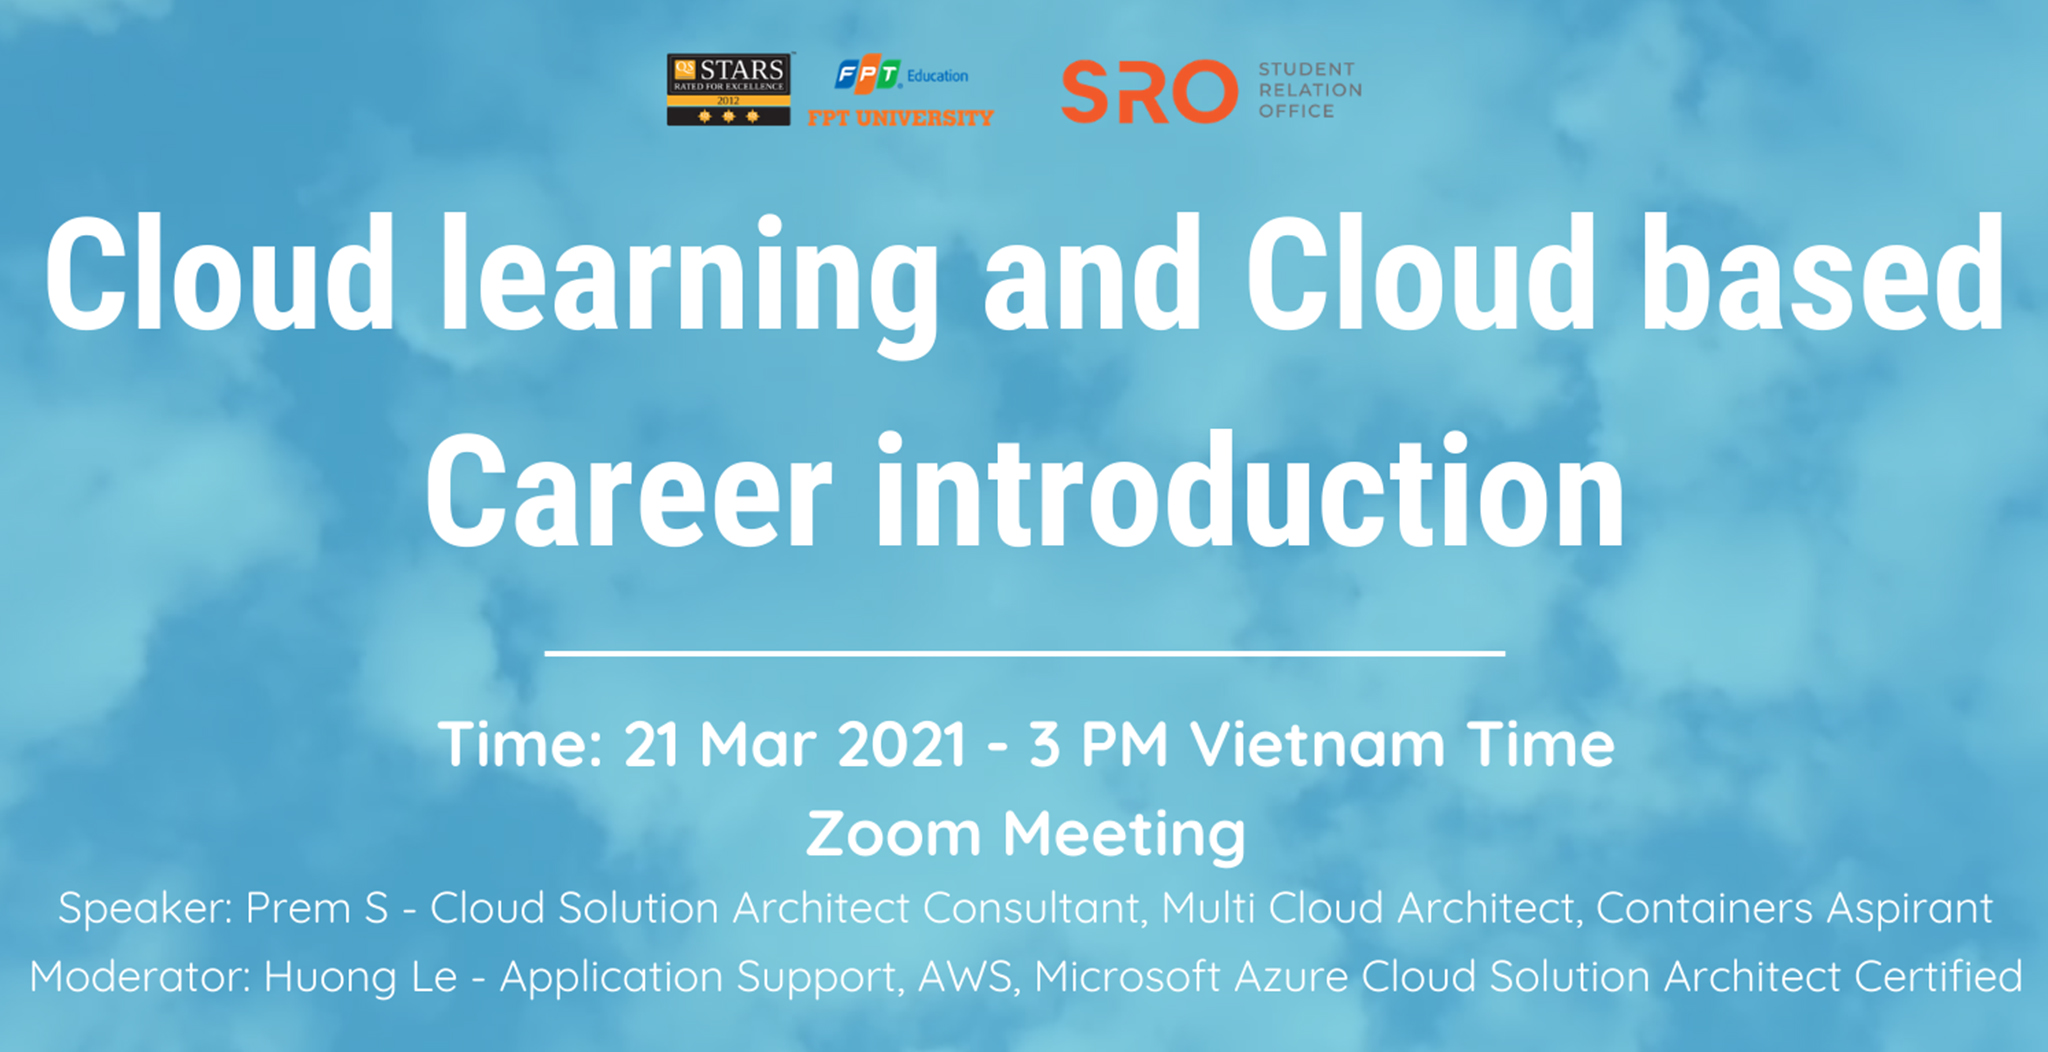 QS STARS
RATED FOR EXCELLENCE
2012
FPT Education
FPT UNIVERSITY
SRO STUDENT
RELATION
OFFICE
Cloud learning and Cloud based
Career introduction
Time: 21 Mar 2021 - 3 PM Vietnam Time
Zoom Meeting
Speaker: Prem S - Cloud Solution Architect Consultant, Multi Cloud Architect, Containers Aspirant
Moderator: Huong Le - Application Support, AWS, Microsoft Azure Cloud Solution Architect Certified